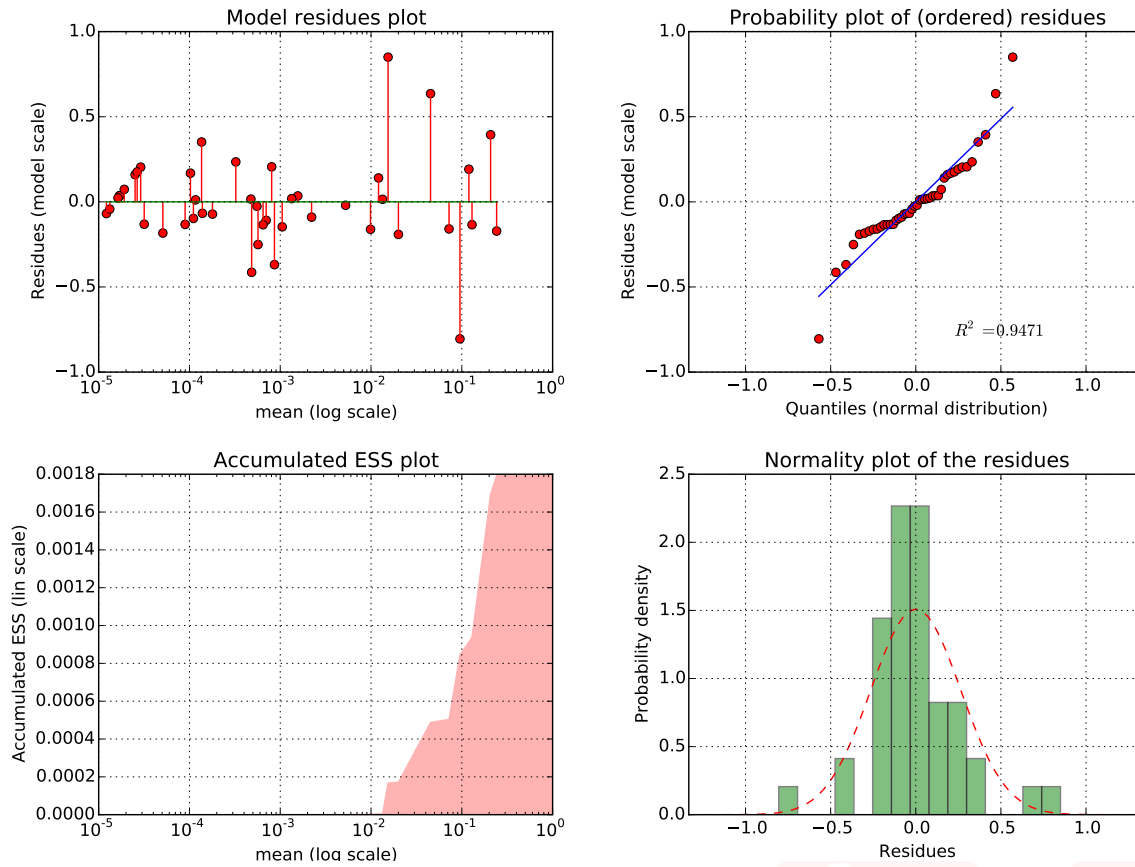 Model residues plot
1.0
0.5
0.0
−0.5
−1.0
Residues (model scale)
10^-5 10^-4 10^-3 10^-2 10^-1 10^0
mean (log scale)
Probability plot of (ordered) residues
1.0
0.5
0.0
−0.5
−1.0
Residues (model scale)
R^2 =0.9471
−1.0 −0.5 0.0 0.5 1.0
Quantiles (normal distribution)
Accumulated ESS plot
0.0018
0.0016
0.0014
0.0012
0.0010
0.0008
0.0006
0.0004
0.0002
0.0000
Accumulated ESS (lin scale)
10^-5 10^-4 10^-3 10^-2 10^-1 10^0
mean (log scale)
Normality plot of the residues
2.5
2.0
1.5
1.0
0.5
0.0
Probability density
−1.0 −0.5 0.0 0.5 1.0
Residues